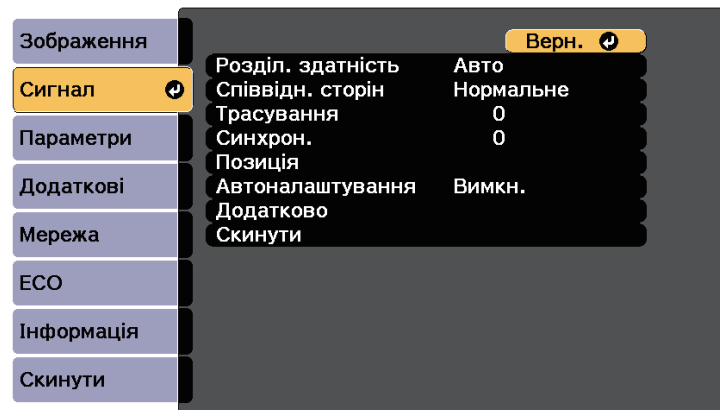 Зображення
Сигнал
Параметри
Додаткові
Мережа
ECO
Інформація
Скинути
Верн.
Розділ. здатність Авто
Співвідн. сторін Нормальне
Трасування 0
Синхрон. 0
Позиція
Автоналаштування Вимкн.
Додатково
Скинути